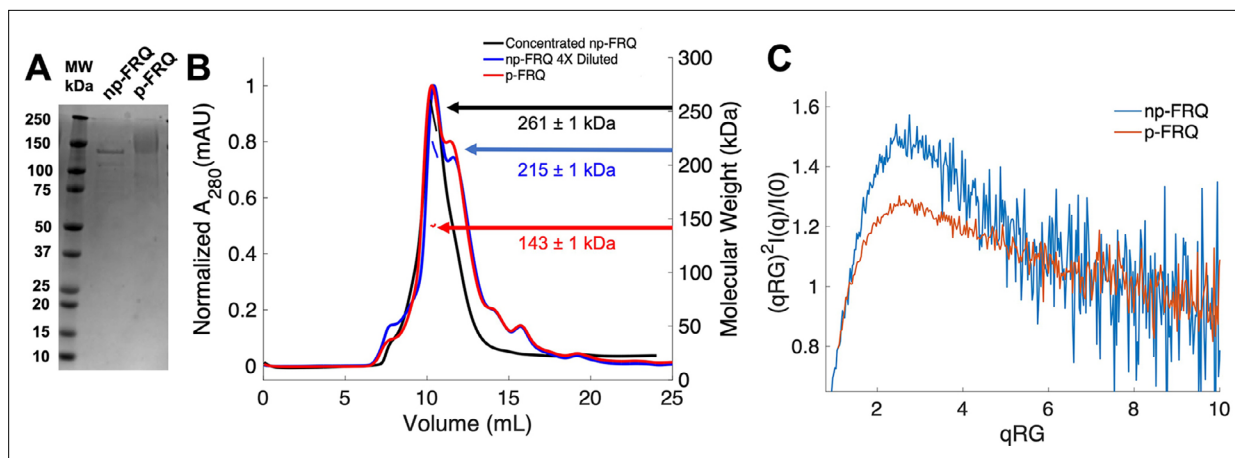 A
MW
kDa
np-FRQ
p-FRQ
250
150
100
75
50
37
25
20
15
10
B
Concentrated np-FRQ
np-FRQ 4X Diluted
p-FRQ
Normalized A280(mAU)
1
0.8
0.6
0.4
0.2
0
261 ± 1 kDa
215 ± 1 kDa
143 ± 1 kDa
300
250
200
150
100
50
0
Molecular Weight (kDa)
0
5
10
15
20
25
Volume (mL)
C
np-FRQ
p-FRQ
(qRG)²I(q)/I(0)
1.6
1.4
1.2
1
0.8
2
4
6
8
10
qRG